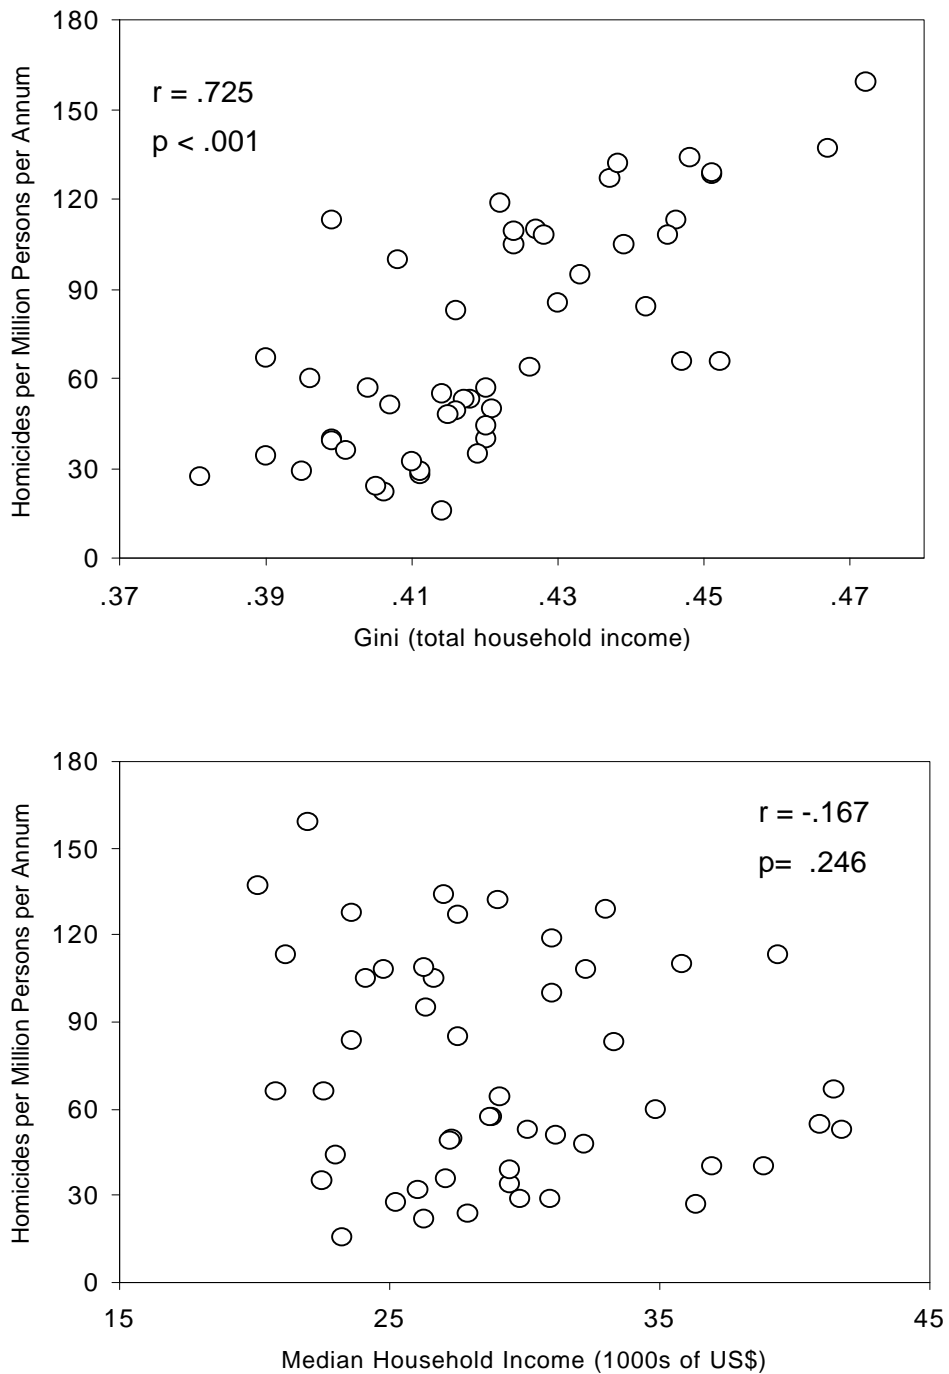 180
150
120
90
60
30
0
Homicides per Million Persons per Annum
r = .725
p < .001
.37 .39 .41 .43 .45 .47
Gini (total household income)
180
150
120
90
60
30
0
Homicides per Million Persons per Annum
r = -.167
p= .246
15 25 35 45
Median Household Income (1000s of US$)